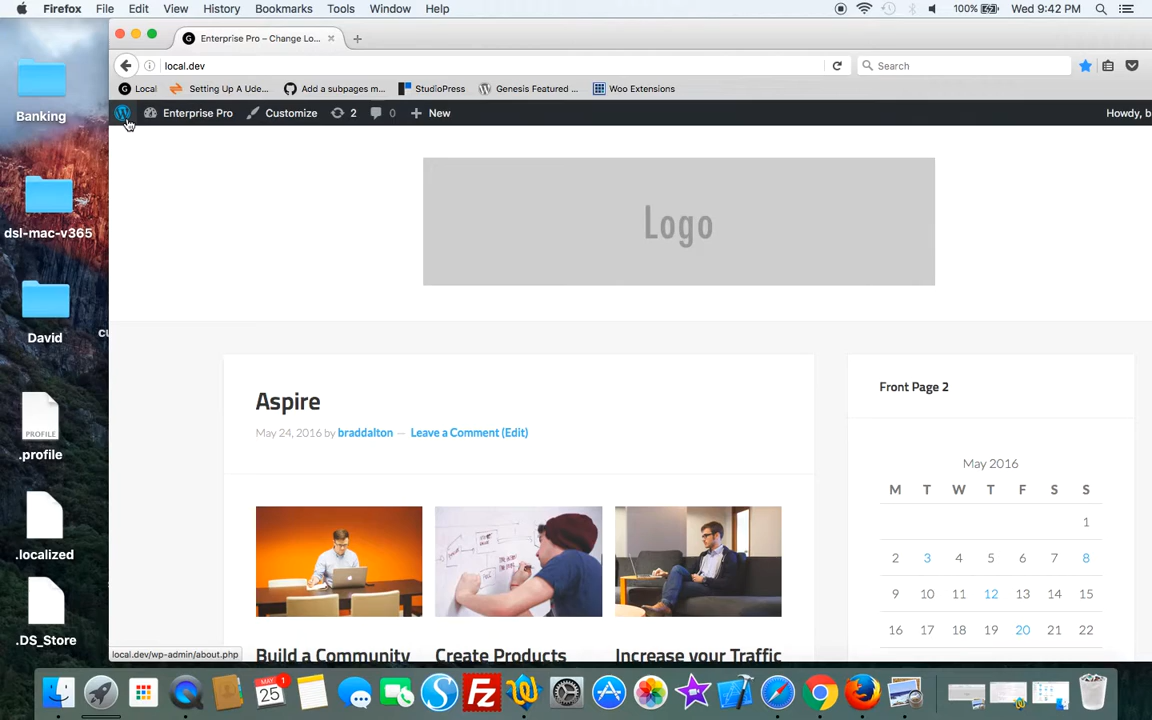 Firefox File Edit View History Bookmarks Tools Window Help 100% Wed 9:42 PM
Enterprise Pro – Change Lo...
local.dev Search
Local Setting Up A Ude... Add a subpages m... StudioPress Genesis Featured ... Woo Extensions
Enterprise Pro Customize 2 0 New Howdy, b
Banking
dsl-mac-v365
David
PROFILE
.profile
.localized
.DS_Store
Logo
Aspire
May 24, 2016 by braddalton — Leave a Comment (Edit)
Build a Community Create Products Increase your Traffic
Front Page 2
May 2016
M T W T F S S
1
2 3 4 5 6 7 8
9 10 11 12 13 14 15
16 17 18 19 20 21 22
local.dev/wp-admin/about.php
MAY 1
25
FZ